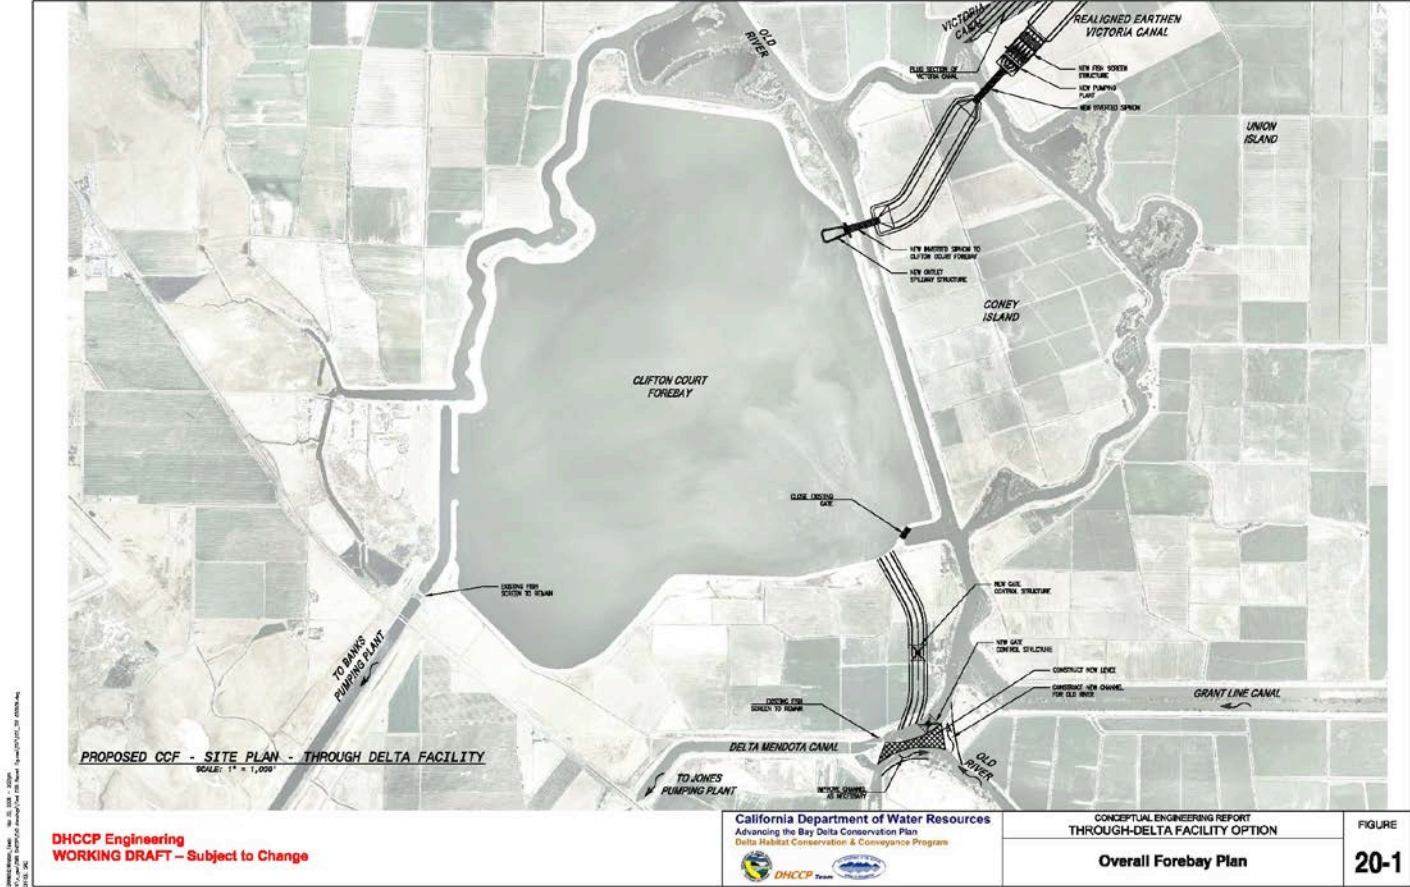 VICTORIA
CANAL
REALIGNED EARTHEN
VICTORIA CANAL
OLD
RIVER
PLUG SECTION OF
VICTORIA CANAL
NEW FISH SCREEN
STRUCTURE
NEW PUMPING
PLANT
NEW INVERTED SIPHON
UNION
ISLAND
NEW INVERTED SIPHON TO
CLIFTON COURT FOREBAY
NEW OUTLET
SPILLWAY STRUCTURE
CONEY
ISLAND
CLIFTON COURT
FOREBAY
CLOSE EXISTING
GATE
EXISTING FISH
SCREEN TO REMAIN
NEW GATE
CONTROL STRUCTURE
TO BANKS
PUMPING PLANT
NEW GATE
CONTROL STRUCTURE
CONSTRUCT NEW LEVEE
CONSTRUCT NEW CHANNEL
FOR OLD RIVER
GRANT LINE CANAL
EXISTING FISH
SCREEN TO REMAIN
DELTA MENDOTA CANAL
OLD
RIVER
PROPOSED CCF - SITE PLAN - THROUGH DELTA FACILITY
SCALE: 1" = 1,000'
TO JONES
PUMPING PLANT
IMPROVE CHANNEL
AS NECESSARY
DHCCP Engineering
WORKING DRAFT – Subject to Change
California Department of Water Resources
Advancing the Bay Delta Conservation Plan
Delta Habitat Conservation & Conveyance Program
DHCCP Team
CONCEPTUAL ENGINEERING REPORT
THROUGH-DELTA FACILITY OPTION
Overall Forebay Plan
FIGURE
20-1